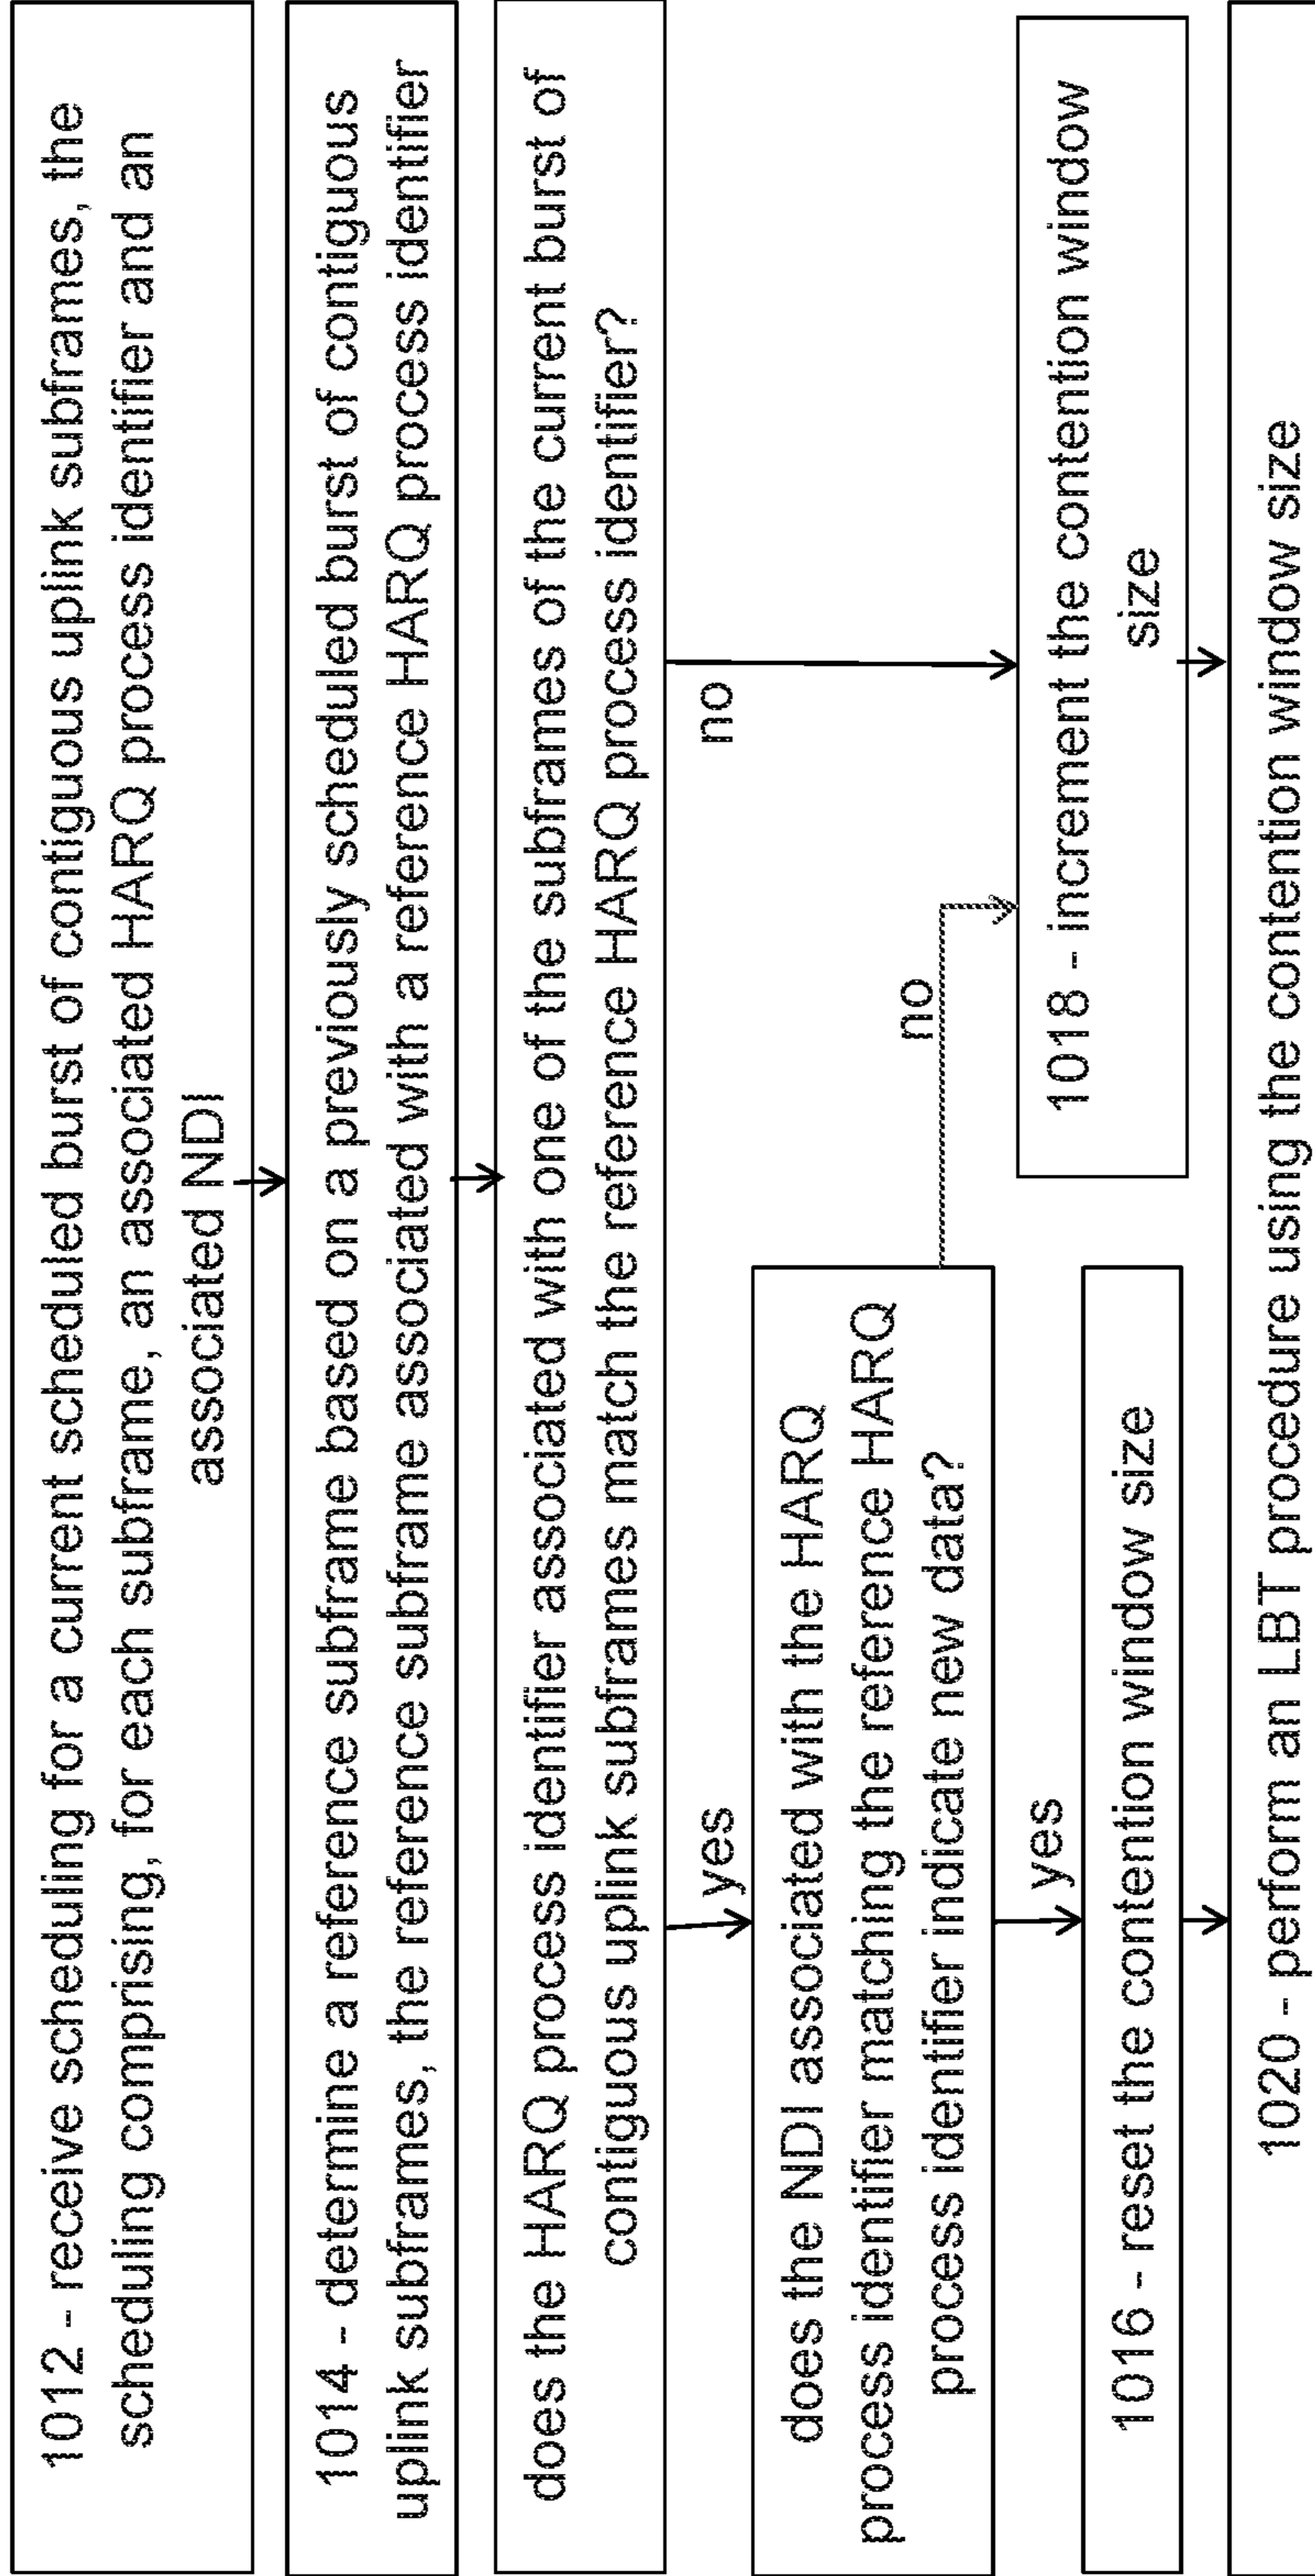 1012 - receive scheduling for a current scheduled burst of contiguous uplink subframes, the
scheduling comprising, for each subframe, an associated HARQ process identifier and an
associated NDI
1014 - determine a reference subframe based on a previously scheduled burst of contiguous
uplink subframes, the reference subframe associated with a reference HARQ process identifier
does the HARQ process identifier associated with one of the subframes of the current burst of
contiguous uplink subframes match the reference HARQ process identifier?
yes
no
does the NDI associated with the HARQ
process identifier matching the reference HARQ
process identifier indicate new data?
no
yes
1016 - reset the contention window size
1018 - increment the contention window
size
1020 - perform an LBT procedure using the contention window size